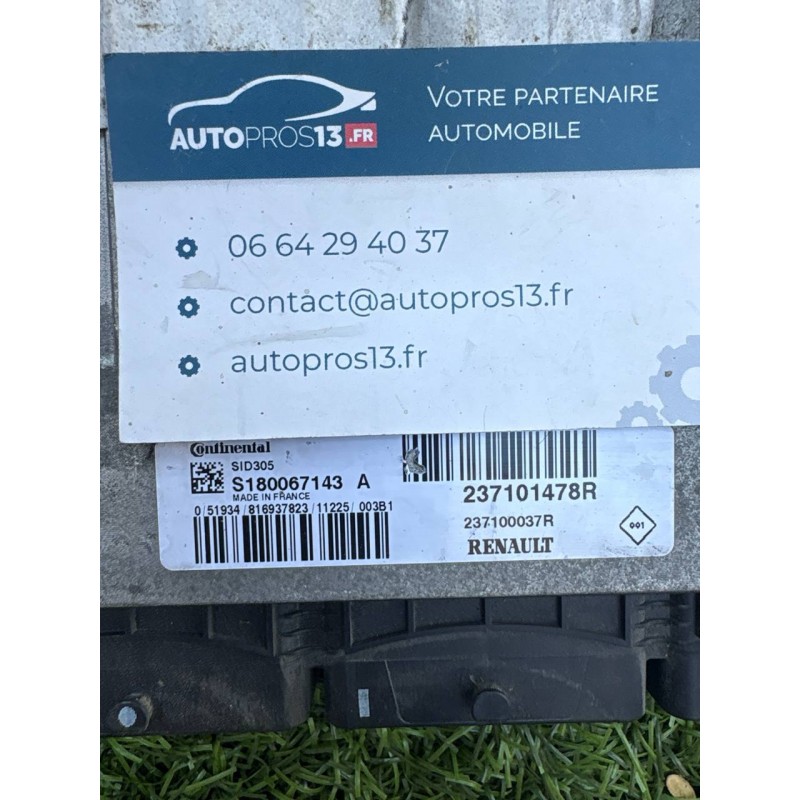 AUTOPROS13.FR
VOTRE PARTENAIRE
AUTOMOBILE
06 64 29 40 37
contact@autopros13.fr
autopros13.fr
Continental
SID305
S180067143 A
MADE IN FRANCE
0/51934/816937823/11225/003B1
237101478R
237100037R
RENAULT
001